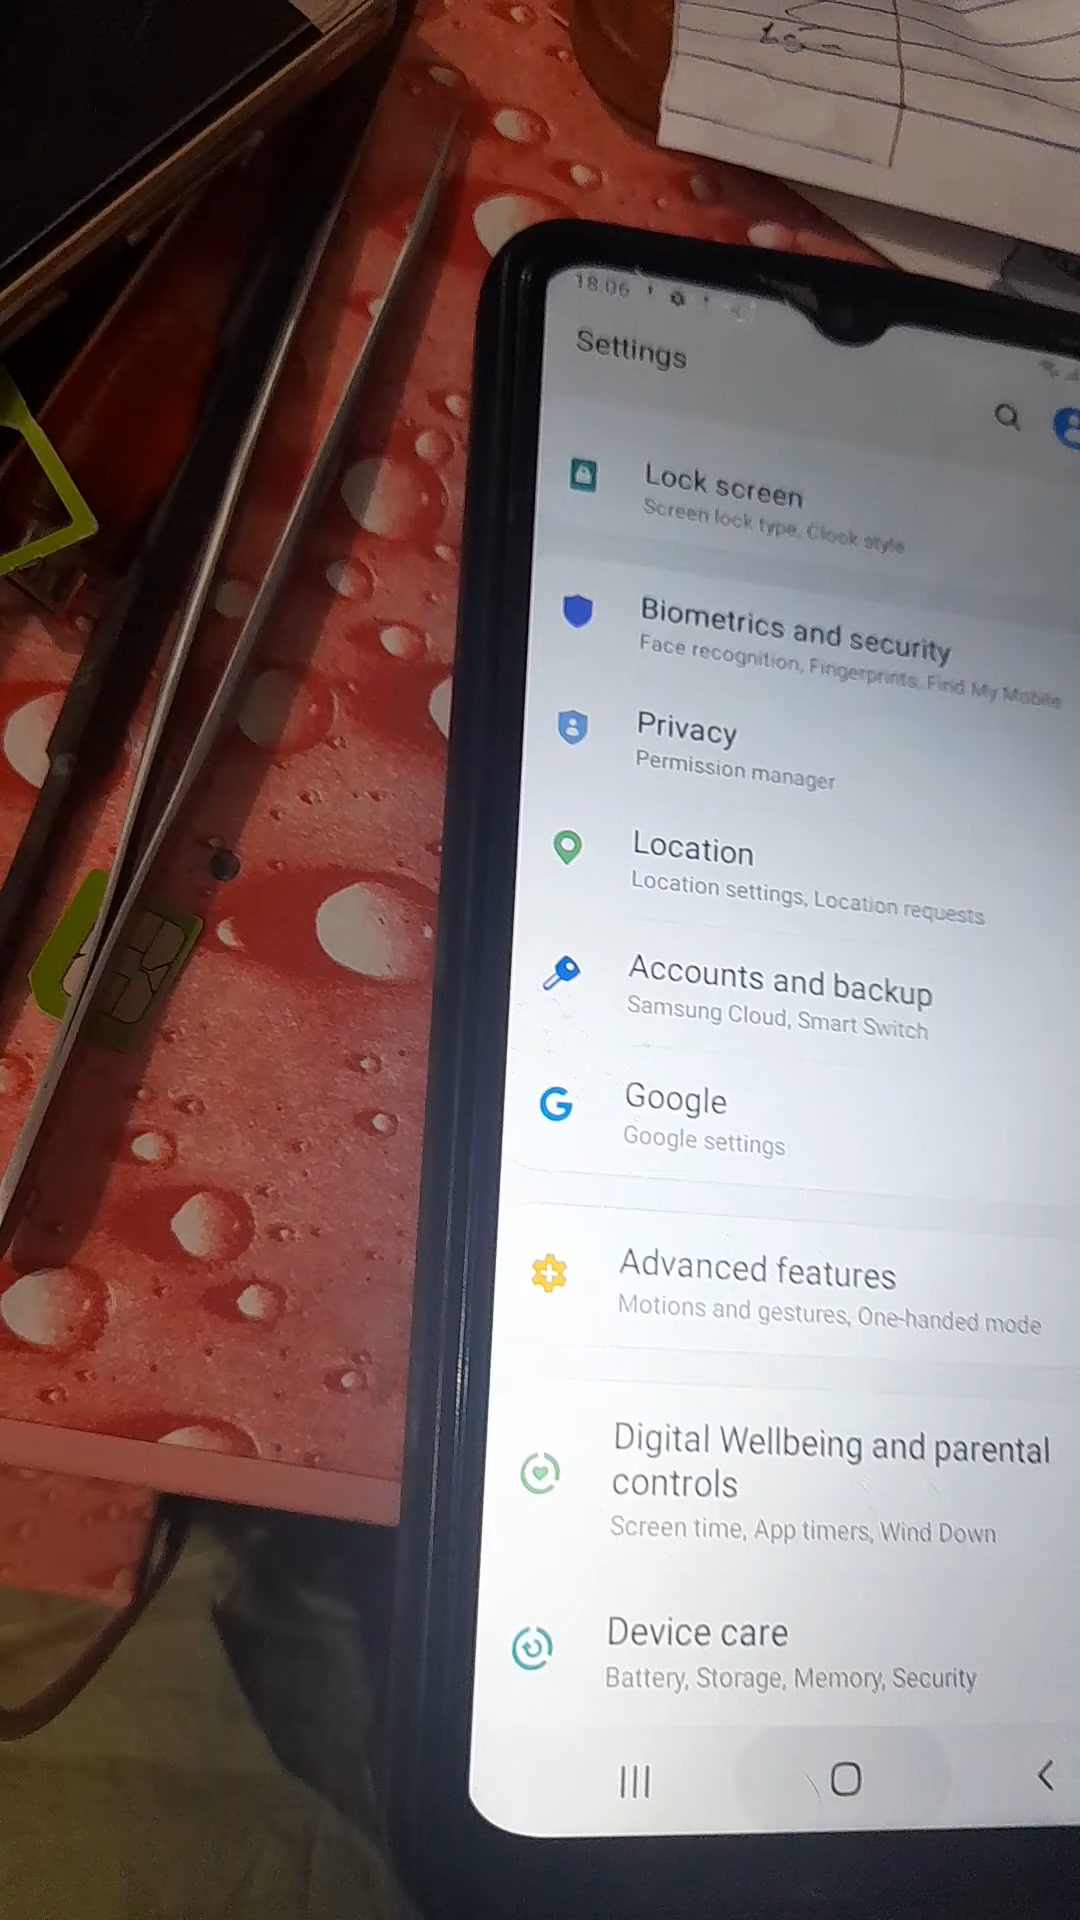 18:06
Settings
Lock screen
Screen lock type, Clock style
Biometrics and security
Face recognition, Fingerprints, Find My Mobile
Privacy
Permission manager
Location
Location settings, Location requests
Accounts and backup
Samsung Cloud, Smart Switch
Google
Google settings
Advanced features
Motions and gestures, One-handed mode
Digital Wellbeing and parental
controls
Screen time, App timers, Wind Down
Device care
Battery, Storage, Memory, Security